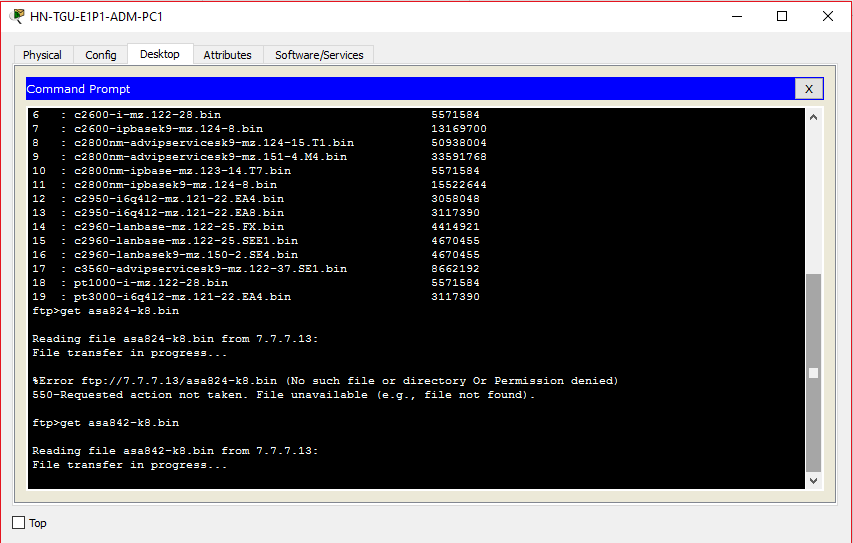 HN-TGU-E1P1-ADM-PC1
Physical Config Desktop Attributes Software/Services
Command Prompt X
6 : c2600-i-mz.122-28.bin 5571584
7 : c2600-ipbasek9-mz.124-8.bin 13169700
8 : c2800nm-advipservicesk9-mz.124-15.T1.bin 50938004
9 : c2800nm-advipservicesk9-mz.151-4.M4.bin 33591768
10 : c2800nm-ipbase-mz.123-14.T7.bin 5571584
11 : c2800nm-ipbasek9-mz.124-8.bin 15522644
12 : c2950-i6q4l2-mz.121-22.EA4.bin 3058048
13 : c2950-i6q4l2-mz.121-22.EA8.bin 3117390
14 : c2960-lanbase-mz.122-25.FX.bin 4414921
15 : c2960-lanbase-mz.122-25.SEE1.bin 4670455
16 : c2960-lanbasek9-mz.150-2.SE4.bin 4670455
17 : c3560-advipservicesk9-mz.122-37.SE1.bin 8662192
18 : pt1000-i-mz.122-28.bin 5571584
19 : pt3000-i6q4l2-mz.121-22.EA4.bin 3117390
ftp>get asa824-k8.bin
Reading file asa824-k8.bin from 7.7.7.13:
File transfer in progress...
%Error ftp://7.7.7.13/asa824-k8.bin (No such file or directory Or Permission denied)
550-Requested action not taken. File unavailable (e.g., file not found).
ftp>get asa842-k8.bin
Reading file asa842-k8.bin from 7.7.7.13:
File transfer in progress...
Top